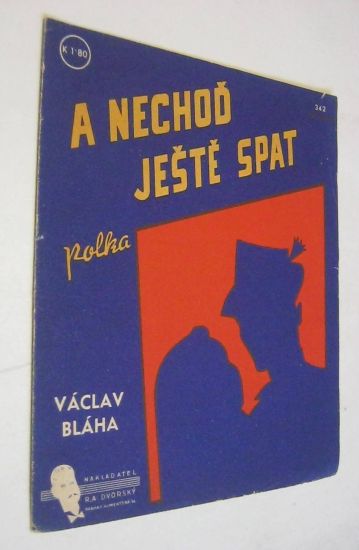 K 1·80
342
A NECHOĎ
JEŠTĚ SPAT
polka
VÁCLAV
BLÁHA
NAKLADATEL
R.A. DVORSKÝ